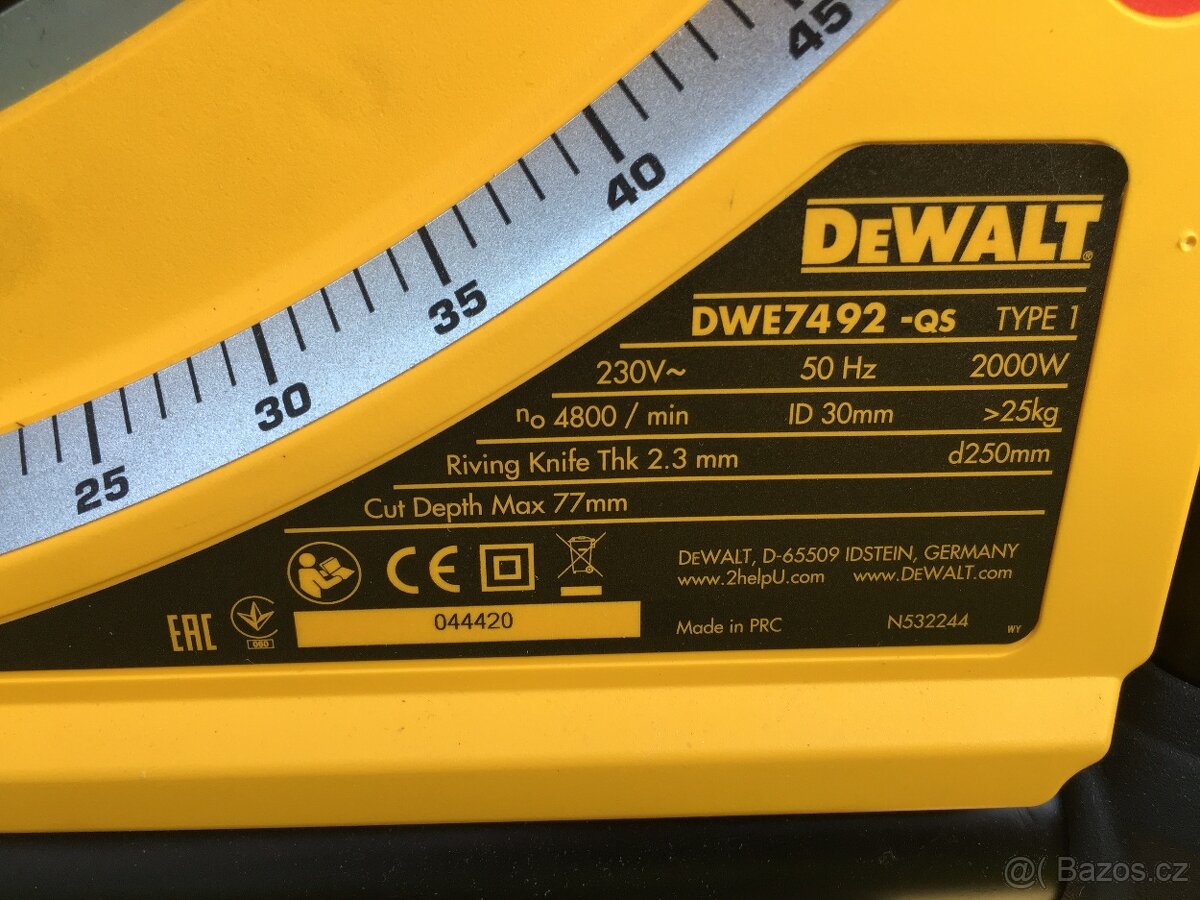 45
40
35
30
25
DEWALT®
DWE7492 -QS TYPE 1
230V~ 50 Hz 2000W
no 4800 / min ID 30mm >25kg
Riving Knife Thk 2.3 mm d250mm
Cut Depth Max 77mm
CE
DEWALT, D-65509 IDSTEIN, GERMANY
www.2helpU.com www.DEWALT.com
EAC
044420
Made in PRC N532244
WY
@( Bazos.cz